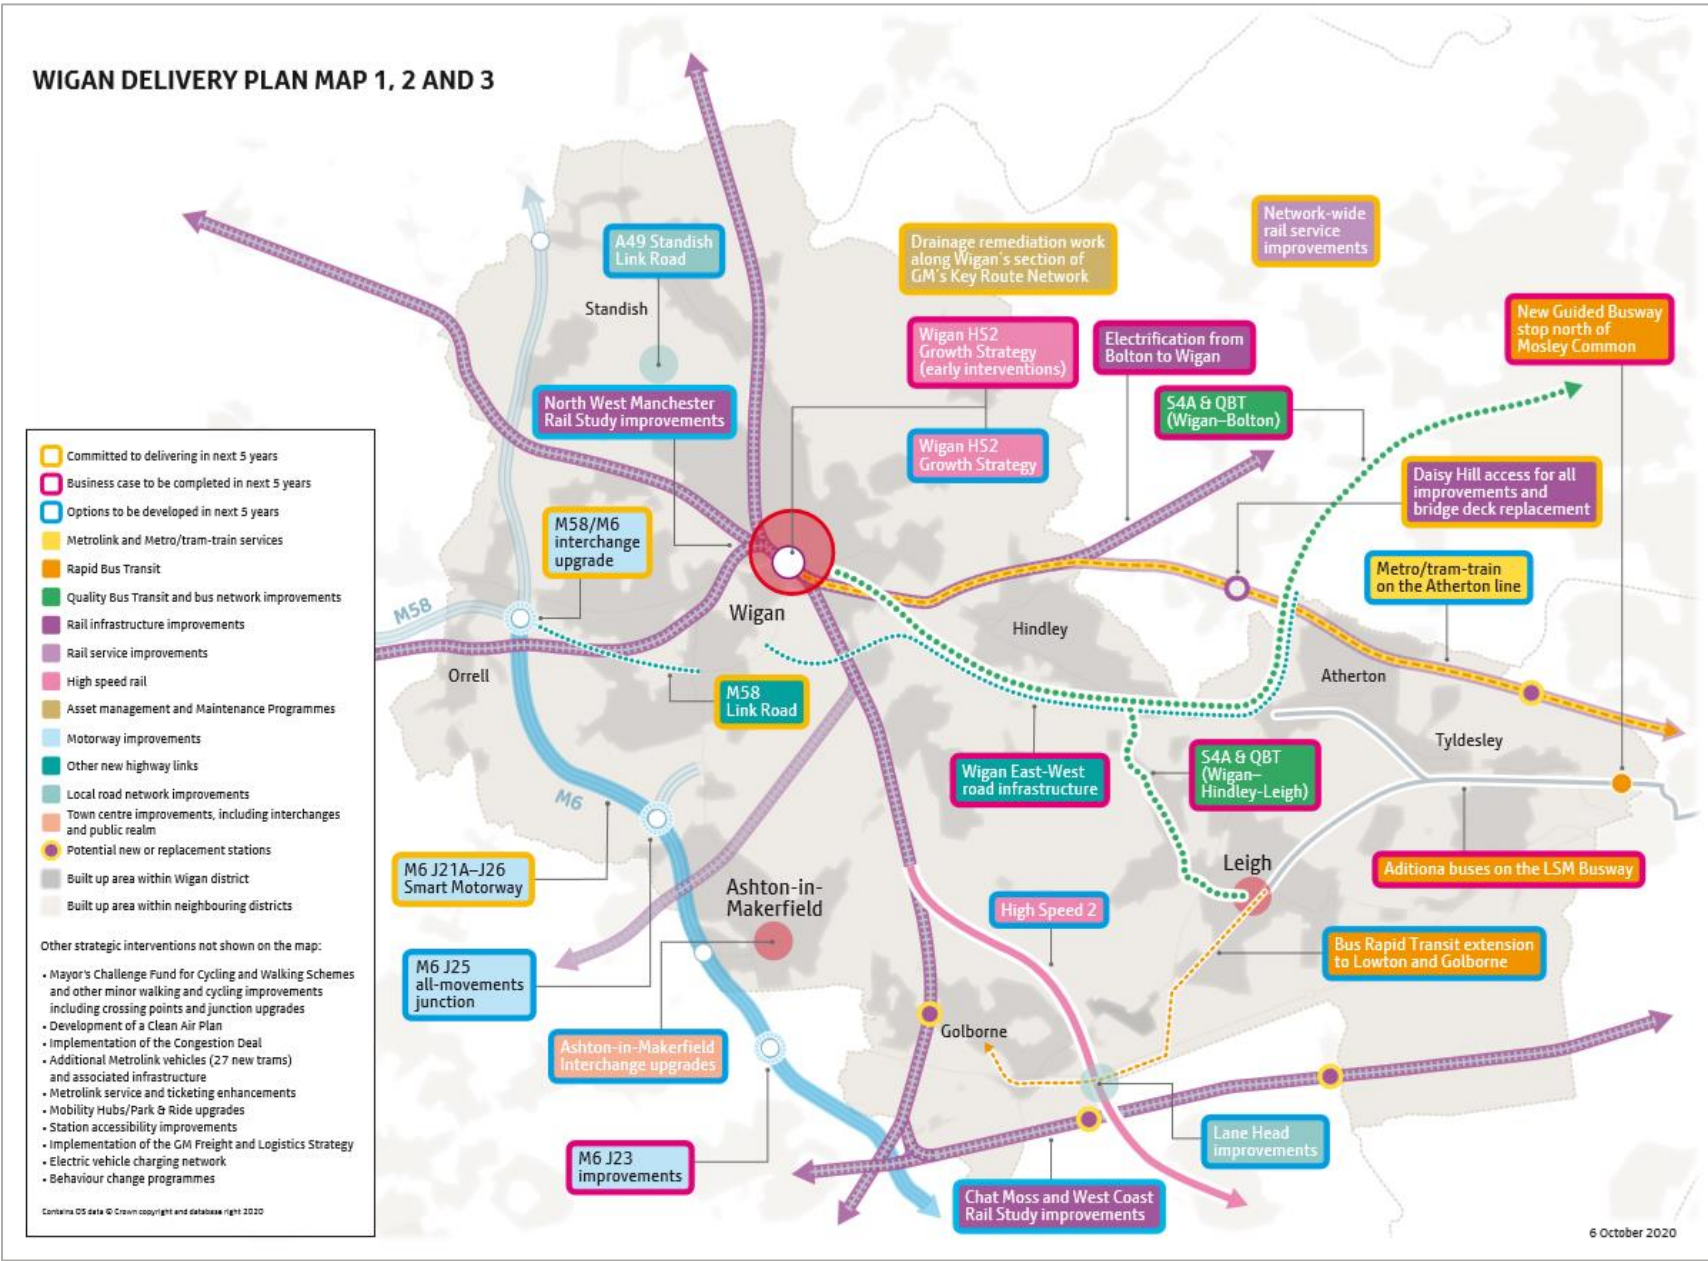 WIGAN DELIVERY PLAN MAP 1, 2 AND 3
A49 Standish
Link Road
Standish
Drainage remediation work
along Wigan's section of
GM's Key Route Network
Network-wide
rail service
improvements
New Guided Busway
stop north of
Mosley Common
Wigan HS2
Growth Strategy
(early interventions)
Electrification from
Bolton to Wigan
S4A & QBT
(Wigan–Bolton)
North West Manchester
Rail Study improvements
Wigan HS2
Growth Strategy
Daisy Hill access for all
improvements and
bridge deck replacement
M58/M6
interchange
upgrade
Metro/tram-train
on the Atherton line
M58
Wigan
Hindley
Orrell
Atherton
M58
Link Road
Tyldesley
Wigan East-West
road infrastructure
S4A & QBT
(Wigan–
Hindley-Leigh)
M6
M6 J21A–J26
Smart Motorway
Leigh
Aditiona buses on the LSM Busway
Ashton-in-
Makerfield
High Speed 2
Bus Rapid Transit extension
to Lowton and Golborne
M6 J25
all-movements
junction
Golborne
Ashton-in-Makerfield
Interchange upgrades
M6 J23
improvements
Lane Head
improvements
Chat Moss and West Coast
Rail Study improvements
Committed to delivering in next 5 years
Business case to be completed in next 5 years
Options to be developed in next 5 years
Metrolink and Metro/tram-train services
Rapid Bus Transit
Quality Bus Transit and bus network improvements
Rail infrastructure improvements
Rail service improvements
High speed rail
Asset management and Maintenance Programmes
Motorway improvements
Other new highway links
Local road network improvements
Town centre improvements, including interchanges
and public realm
Potential new or replacement stations
Built up area within Wigan district
Built up area within neighbouring districts
Other strategic interventions not shown on the map:
• Mayor's Challenge Fund for Cycling and Walking Schemes
and other minor walking and cycling improvements
including crossing points and junction upgrades
• Development of a Clean Air Plan
• Implementation of the Congestion Deal
• Additional Metrolink vehicles (27 new trams)
and associated infrastructure
• Metrolink service and ticketing enhancements
• Mobility Hubs/Park & Ride upgrades
• Station accessibility improvements
• Implementation of the GM Freight and Logistics Strategy
• Electric vehicle charging network
• Behaviour change programmes
Contains OS data © Crown copyright and database right 2020
6 October 2020